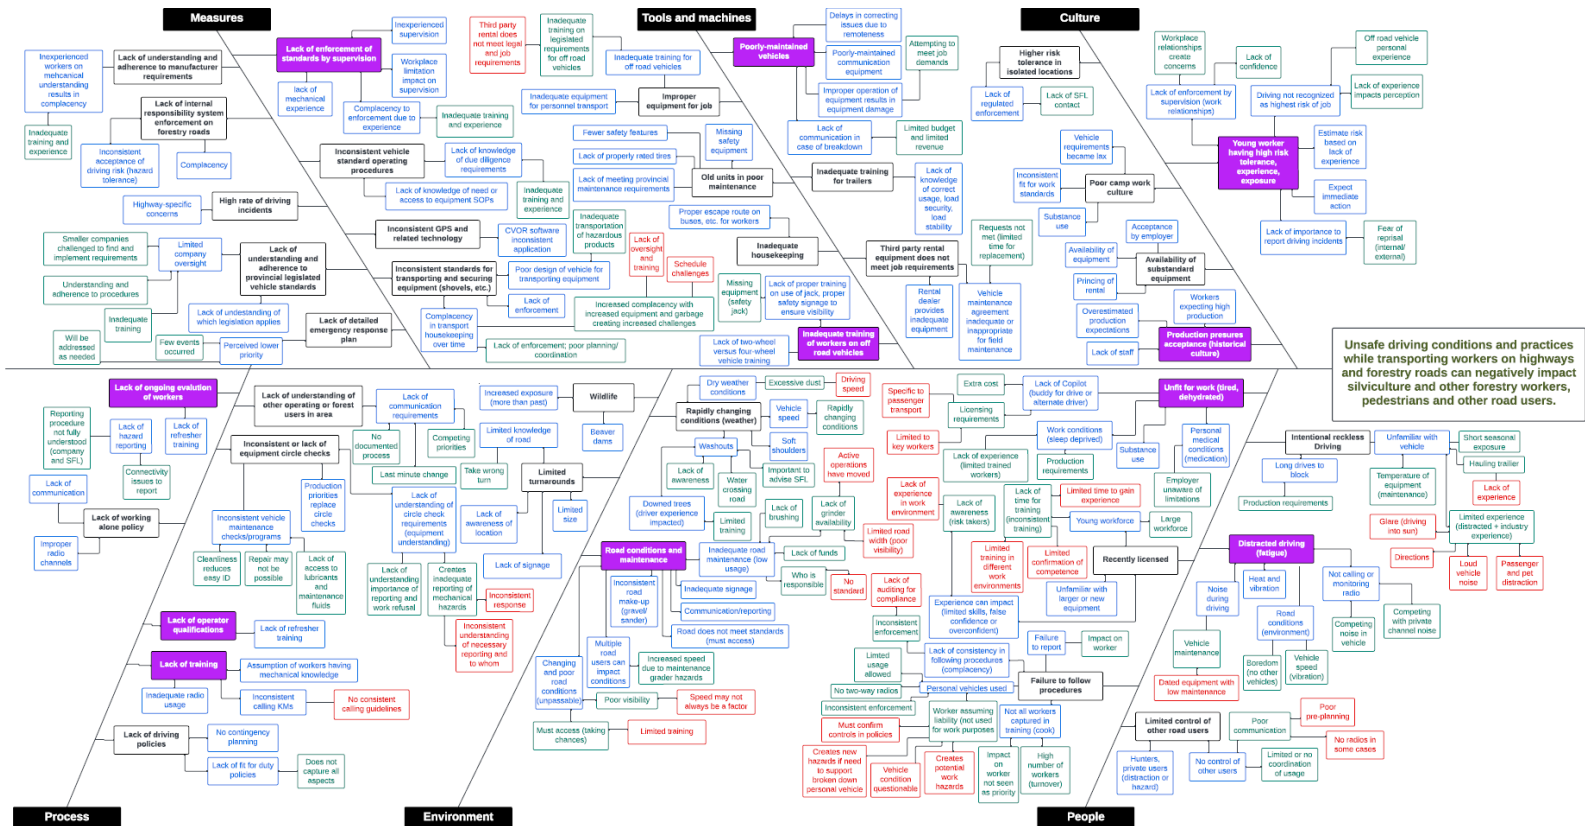 Measures
Tools and machines
Culture
Inexperienced
workers on
mehcanical
understanding
results in
complacency
Inadequate
training and
experience
Lack of understanding and
adherence to manufacturer
requirements
Lack of internal
responsibility system
enforcement on
forestry roads
Inconsistent
acceptance of
driving risk (hazard
tolerance)
Complacency
Lack of enforcement of
standards by supervision
Inexperienced
supervision
Workplace
limitation
impact on
supervision
lack of
mechanical
experience
Complacency to
enforcement due to
experience
Inadequate training
and experience
Inconsistent vehicle
standard operating
procedures
Lack of knowledge
of due diligence
requirements
Inadequate
training and
experience
Lack of knowledge of need or
access to equipment SOPs
Highway-specific
concerns
High rate of driving
incidents
Inconsistent GPS and
related technology
CVOR software
inconsistent
application
Smaller companies
challenged to find and
implement requirements
Limited
company
oversight
Understanding and
adherence to procedures
Inadequate
training
Lack of
understanding and
adherence to
provincial legislated
vehicle standards
Lack of understaning of
which legislation applies
Inconsistent standards for
transporting and securing
equipment (shovels, etc.)
Poor design of vehicle for
transporting equipment
Inadequate
transportation
of hazardous
products
Lack of
enforcement
Complacency
in transport
housekeeping
over time
Lack of
oversight
and
training
Schedule
challenges
Increased complacency with
increased equipment and garbage
creating increased challenges
Lack of enforcement; poor planning/
coordination
Will be
addressed
as needed
Few events
occurred
Perceived lower
priority
Lack of detailed
emergency response
plan
Third party
rental does
not meet legal
and job
requirements
Inadequate
training on
legislated
requirements
for off road
vehicles
Inadequate training for
off road vehicles
Inadequate equipment
for personnel transport
Improper
equipment for job
Fewer safety features
Missing
safety
equipment
Lack of properly rated tires
Lack of meeting provincial
maintenance requirements
Old units in poor
maintenance
Proper escape route on
buses, etc. for workers
Inadequate
housekeeping
Missing
equipment
(safety
jack)
Lack of proper training
on use of jack, proper
safety signage to
ensure visibility
Lack of two-wheel
versus four-wheel
vehicle training
Inadequate training
of workers on off
road vehicles
Poorly-maintained
vehicles
Delays in correcting
issues due to
remoteness
Poorly-maintained
communication
equipment
Attempting to
meet job
demands
Improper operation of
equipment results in
equipment damage
Lack of
communication in
case of breakdown
Limited budget
and limited
revenue
Inadequate training
for trailers
Lack of
knowledge
of correct
usage, load
security,
load
stability
Third party rental
equipment does not
meet job requirements
Requests not
met (limited
time for
replacement)
Rental
dealer
provides
inadequate
equipment
Vehicle
maintenance
agreement
inadequate or
inappropriate
for field
maintenance
Higher risk
tolerance in
isolated locations
Lack of
regulated
enforcement
Lack of SFL
contact
Vehicle
requirements
became lax
Inconsistent
fit for work
standards
Poor camp work
culture
Substance
use
Acceptance
by employer
Availability of
equipment
Availability of
substandard
equipment
Princing of
rental
Workers
expecting high
production
Overestimated
production
expectations
Lack of staff
Production presures
acceptance (historical
culture)
Workplace
relationships
create
concerns
Lack of
confidence
Lack of enforcement by
supervision (work
relationships)
Off road vehicle
personal
experience
Driving not recognized
as highest risk of job
Lack of experience
impacts perception
Young worker
having high risk
tolerance,
experience,
exposure
Estimate risk
based on
lack of
experience
Expect
immediate
action
Lack of importance to
report driving incidents
Fear of
reprisal
(internal/
external)
Unsafe driving conditions and practices
while transporting workers on highways
and forestry roads can negatively impact
silviculture and other forestry workers,
pedestrians and other road users.
Lack of ongoing evalution
of workers
Reporting
procedure
not fully
understood
(company
and SFL)
Lack of
hazard
reporting
Lack of
refresher
training
Connectivity
issues to
report
Lack of
communication
Lack of working
alone policy
Improper
radio
channels
Lack of understanding of
other operating or forest
users in area
Lack of
communication
requirements
No
documented
process
Competing
priorities
Last minute change
Inconsistent or lack of
equipment circle checks
Production
priorities
replace
circle
checks
Inconsistent vehicle
maintenance
checks/programs
Cleanliness
reduces
easy ID
Repair may
not be
possible
Lack of
access to
lubricants and
maintenance
fluids
Lack of
understanding of
circle check
requirements
(equipment
understanding)
Lack of
understanding
importance of
reporting and
work refusal
Creates
inadequate
reporting of
mechanical
hazards
Inconsistent
response
Inconsistent
understanding
of necessary
reporting and
to whom
Lack of operator
qualifications
Lack of refresher
training
Lack of training
Assumption of workers having
mechanical knowledge
Inadequate radio
usage
Inconsistent
calling KMs
No consistent
calling guidelines
Lack of driving
policies
No contingency
planning
Lack of fit for duty
policies
Does not
capture all
aspects
Increased exposure
(more than past)
Wildlife
Beaver
dams
Limited knowledge
of road
Take wrong
turn
Limited
turnarounds
Lack of
awareness of
location
Limited
size
Lack of signage
Dry weather
conditions
Excessive dust
Driving
speed
Rapidly changing
conditions (weather)
Vehicle
speed
Rapidly
changing
conditions
Soft
shoulders
Washouts
Lack of
awareness
Water
crossing
road
Important to
advise SFL
Downed trees
(driver experience
impacted)
Limited
training
Active
operations
have moved
Lack of
brushing
Lack of
grinder
availability
Limited road
width (poor
visibility)
Road conditions and
maintenance
Inadequate road
maintenance (low
usage)
Lack of funds
Who is
responsible
No
standard
Inconsistent
road
make-up
(gravel/
sander)
Inadequate signage
Communication/reporting
Road does not meet standards
(must access)
Multiple
road users
can impact
conditions
Increased speed
due to maintenance
grader hazards
Changing
and poor
road
conditions
(unpassable)
Poor visibility
Speed may not
always be a factor
Must access (taking
chances)
Limited training
Specific to
passenger
transport
Extra cost
Lack of Copilot
(buddy for drive or
alternate driver)
Unfit for work (tired,
dehydrated)
Licensing
requirements
Limited to
key workers
Work conditions
(sleep deprived)
Lack of experience
(limited trained
workers)
Production
requirements
Substance
use
Personal
medical
conditions
(medication)
Employer
unaware of
limitations
Lack of
experience in
work environment
Lack of
awareness
(risk takers)
Lack of
time for
training
(inconsistent
training)
Limited time to gain
experience
Young workforce
Large
workforce
Recently licensed
Limited
training in
different
work
environments
Limited
confirmation of
competence
Unfamiliar with
larger or new
equipment
Experience can impact
(limited skills, false
confidence or
overconfident)
Lack of
auditing for
compliance
Inconsistent
enforcement
Lack of consistency in
following procedures
(complacency)
Failure
to report
Impact on
worker
Failure to follow
procedures
Limited
usage
allowed
No two-way radios
Personal vehicles used
Inconsistent enforcement
Must confirm
controls in policies
Worker assuming
liability (not used
for work purposes
Not all workers
captured in
training (cook)
Creates new
hazards if need
to support
broken down
personal vehicle
Vehicle
condition
questionable
Creates
potential
work
hazards
Impact
on
worker
not seen
as priority
High
number of
workers
(turnover)
Intentional reckless
Driving
Long drives to
block
Production requirements
Unfamiliar with
vehicle
Short seasonal
exposure
Hauling trailler
Temperature of
equipment
(maintenance)
Lack of
experience
Glare (driving
into sun)
Limited experience
(distracted + industry
experience)
Directions
Loud
vehicle
noise
Passenger
and pet
distraction
Distracted driving
(fatigue)
Noise
during
driving
Heat and
vibration
Not calling or
monitoring
radio
Road
conditions
(environment)
Competing
noise in
vehicle
Competing
with private
channel noise
Vehicle
maintenance
Boredom
(no other
vehicles)
Vehicle
speed
(vibration)
Dated equipment with
low maintenance
Limited control of
other road users
Hunters,
private users
(distraction or
hazard)
No control of
other users
Poor
communication
Poor
pre-planning
No radios in
some cases
Limited or no
coordination
of usage
Process
Environment
People